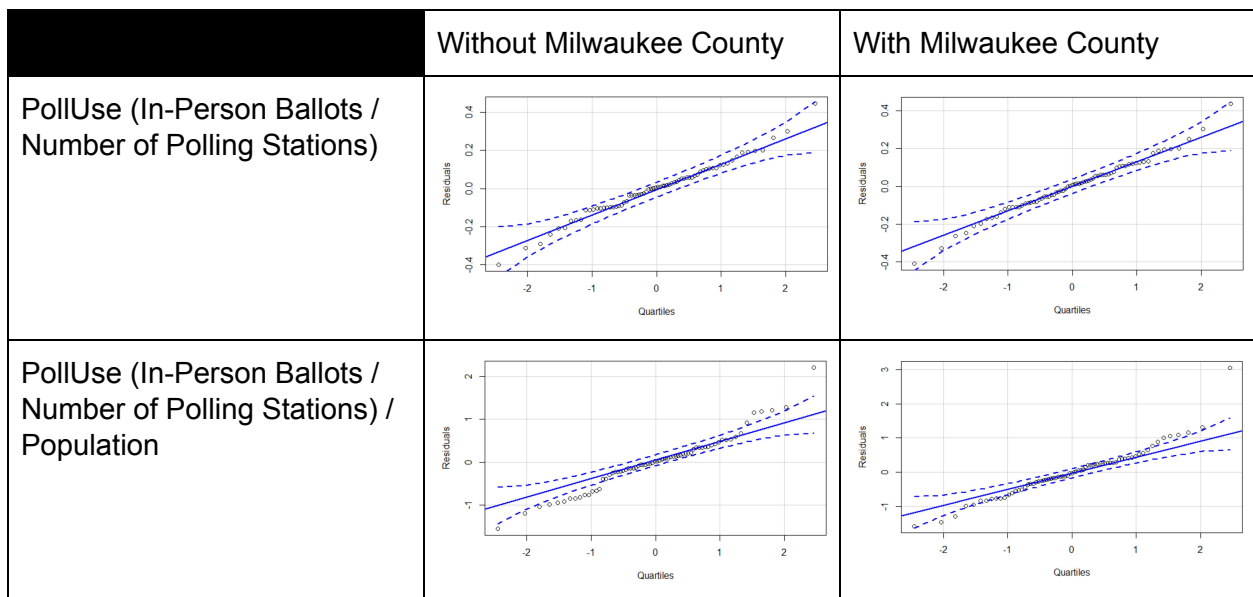 Without Milwaukee County
With Milwaukee County
PollUse (In-Person Ballots /
Number of Polling Stations)
Residuals
0.4
0.2
0.0
-0.2
-0.4
-2 -1 0 1 2
Quartiles
Residuals
0.4
0.2
0.0
-0.2
-0.4
-2 -1 0 1 2
Quartiles
PollUse (In-Person Ballots /
Number of Polling Stations) /
Population
Residuals
2
1
0
-1
-2 -1 0 1 2
Quartiles
Residuals
3
2
1
0
-1
-2 -1 0 1 2
Quartiles